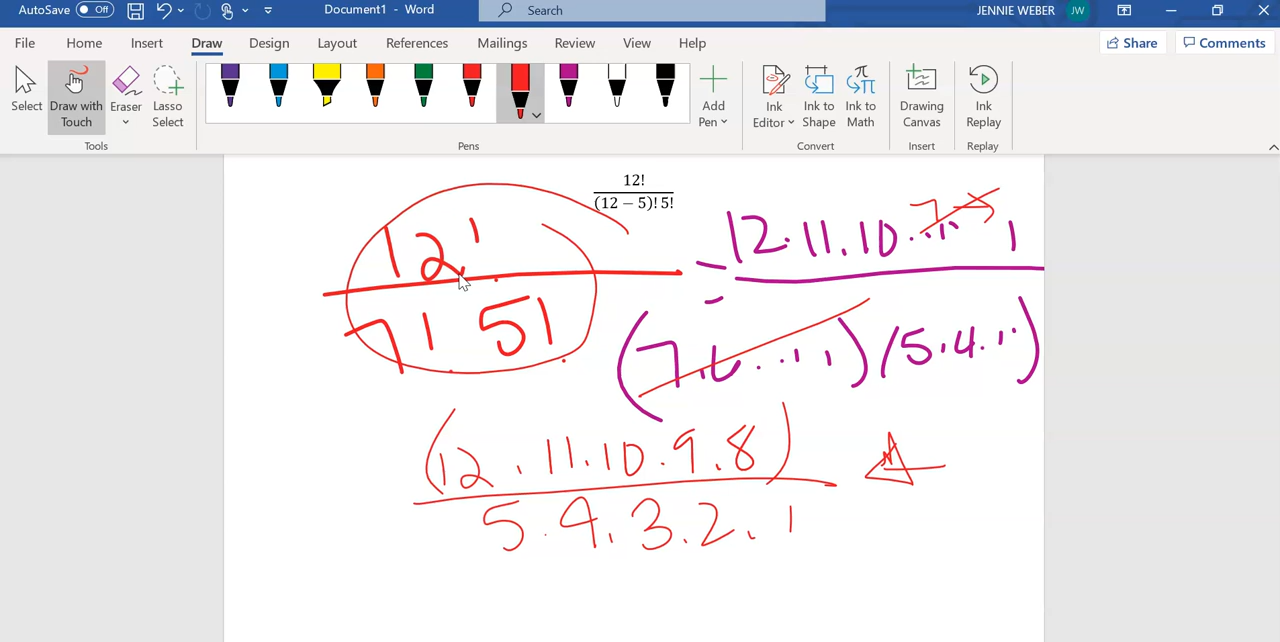 AutoSave Off Document1 - Word Search JENNIE WEBER JW
File Home Insert Draw Design Layout References Mailings Review View Help Share Comments
Select Draw with Touch Eraser Lasso Select Add Pen Ink Editor Ink to Shape Ink to Math Drawing Canvas Ink Replay
Tools Pens Convert Insert Replay
12!
(12 − 5)! 5!
12!
7! 5!
= 12·11·10 ... 1
(7·6...1)(5·4...)
(12·11·10·9·8)
5·4·3·2·1